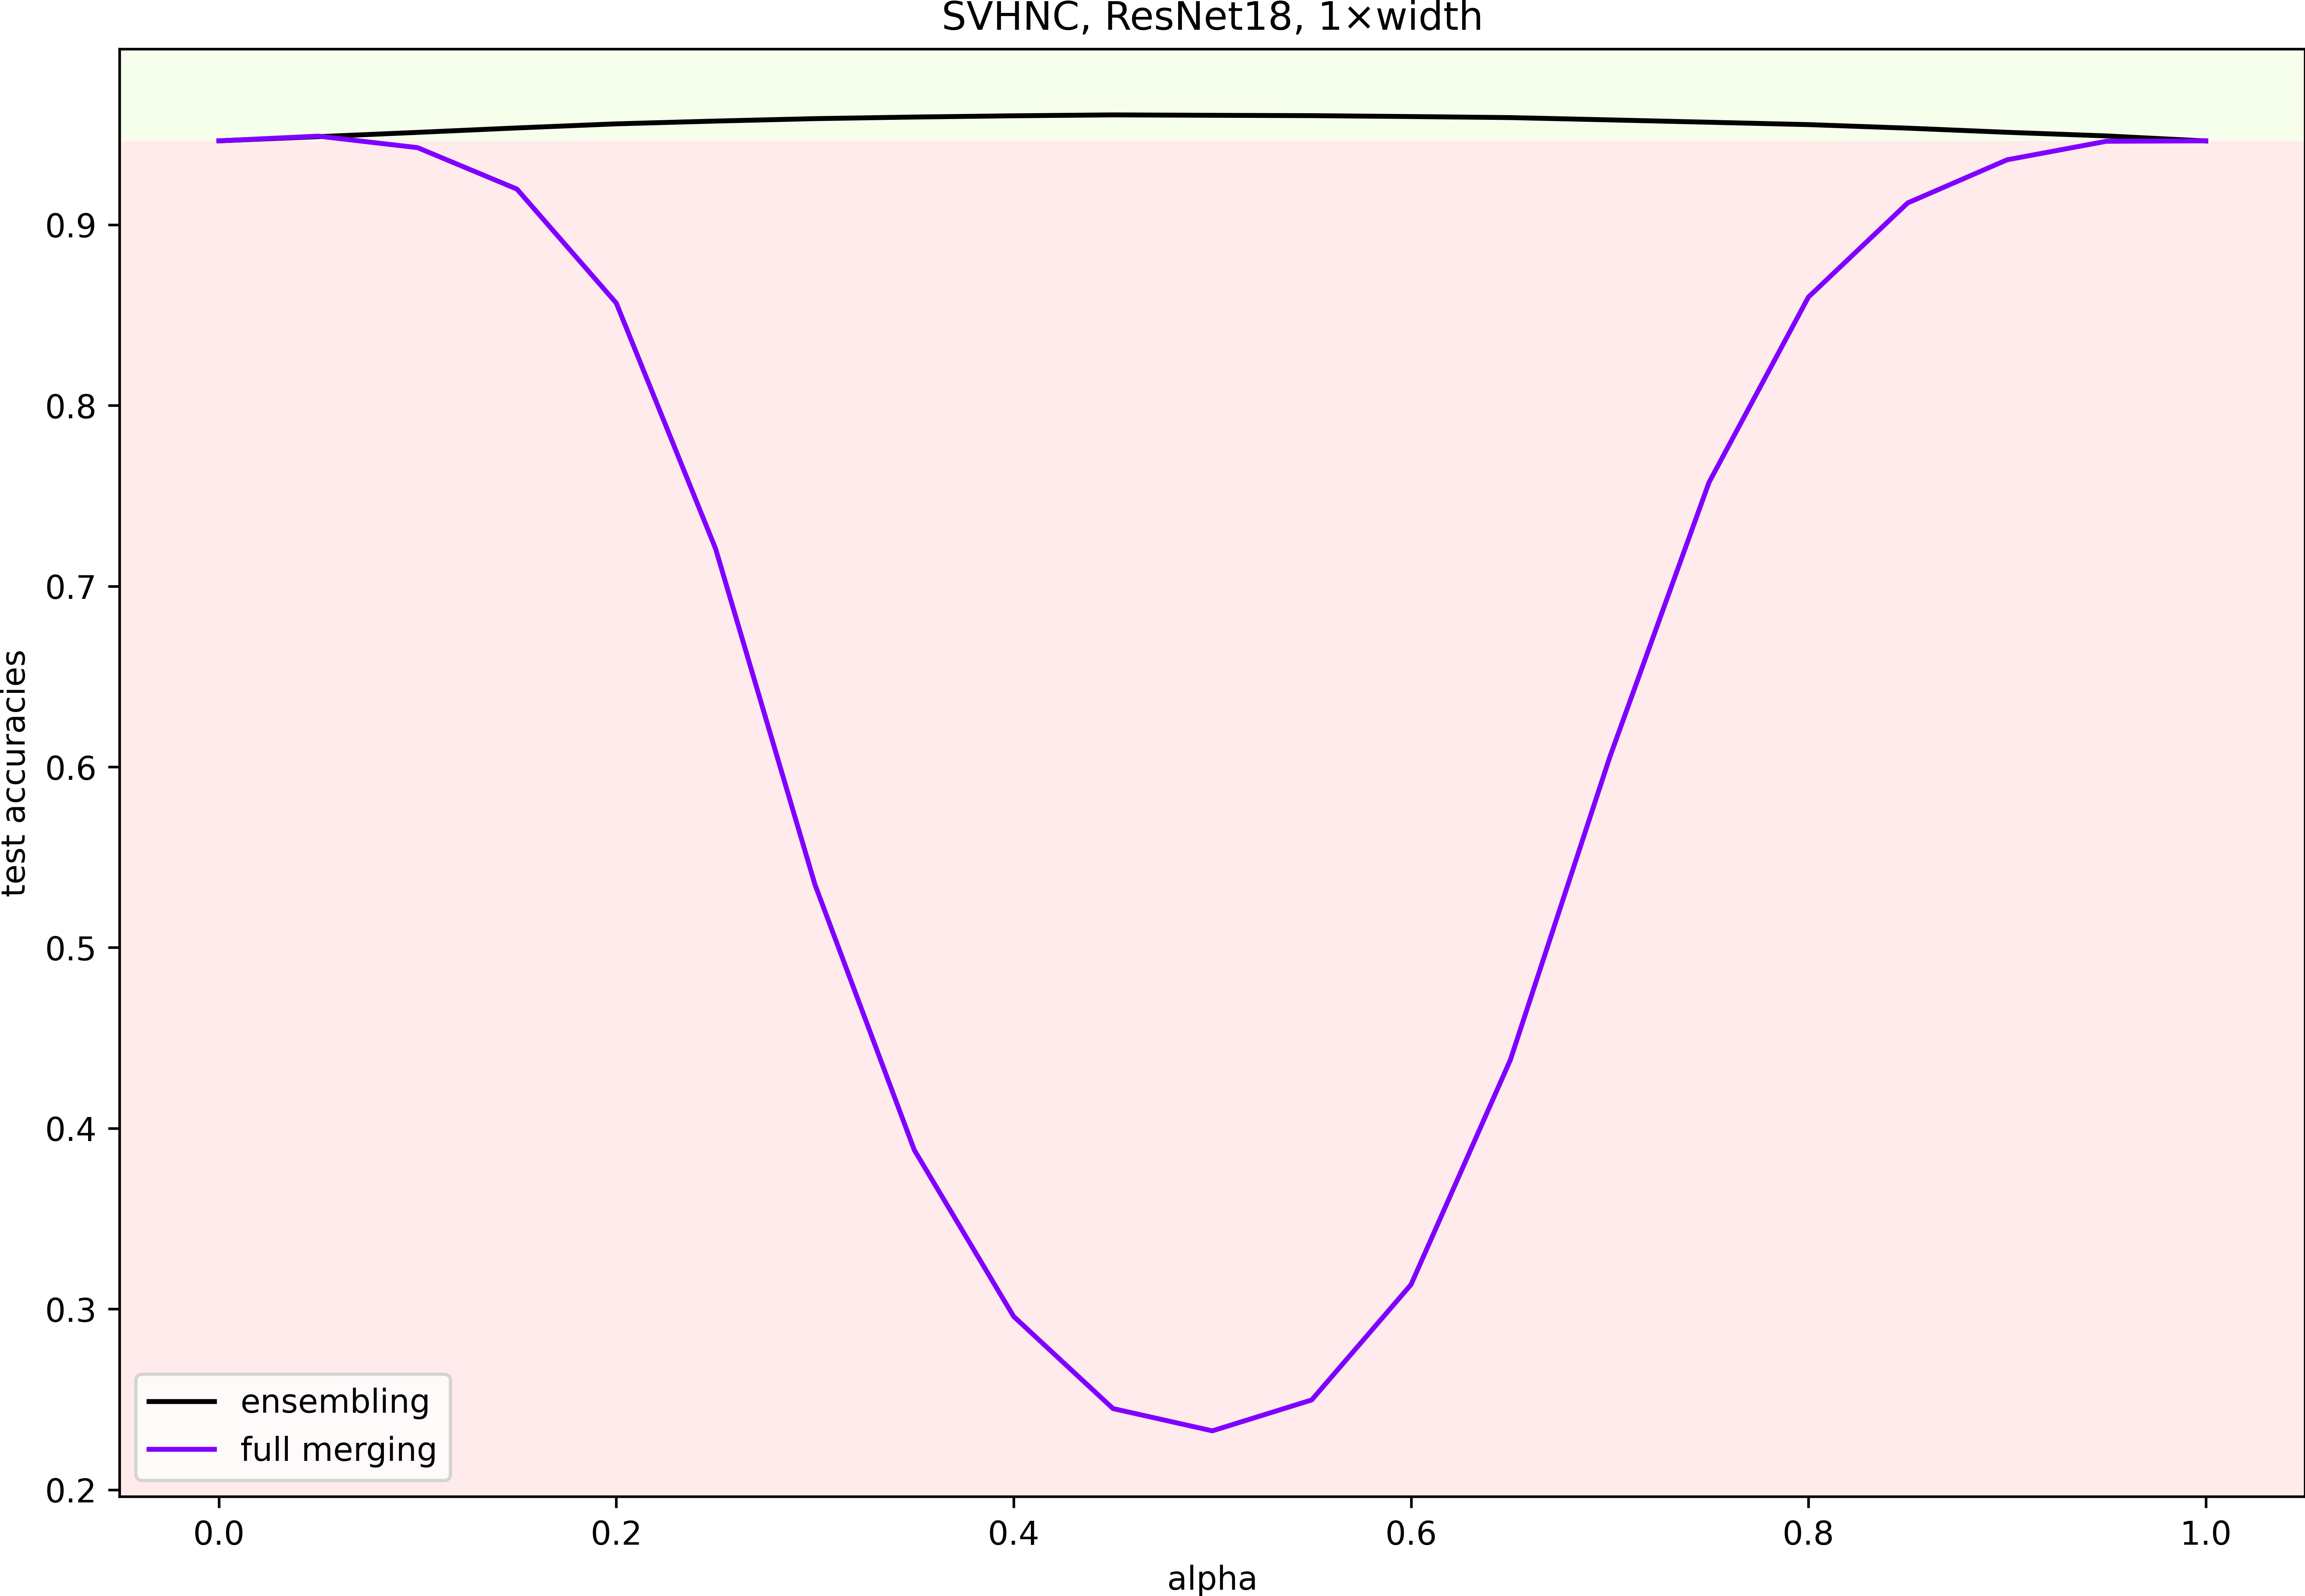 SVHNC, ResNet18, 1×width
test accuracies
0.9
0.8
0.7
0.6
0.5
0.4
0.3
0.2
ensembling
full merging
0.0 0.2 0.4 0.6 0.8 1.0
alpha